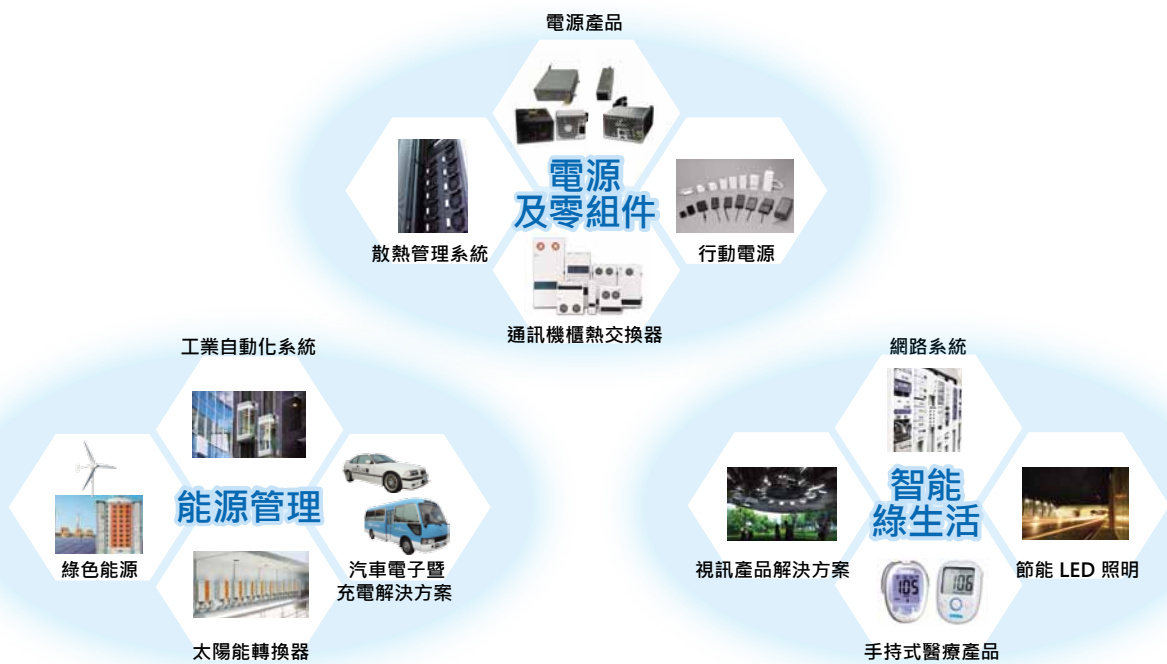 電源產品
電源
及零組件
散熱管理系統
行動電源
通訊機櫃熱交換器
工業自動化系統
能源管理
綠色能源
汽車電子暨
充電解決方案
太陽能轉換器
網路系統
智能
綠生活
視訊產品解決方案
節能 LED 照明
105
106
手持式醫療產品